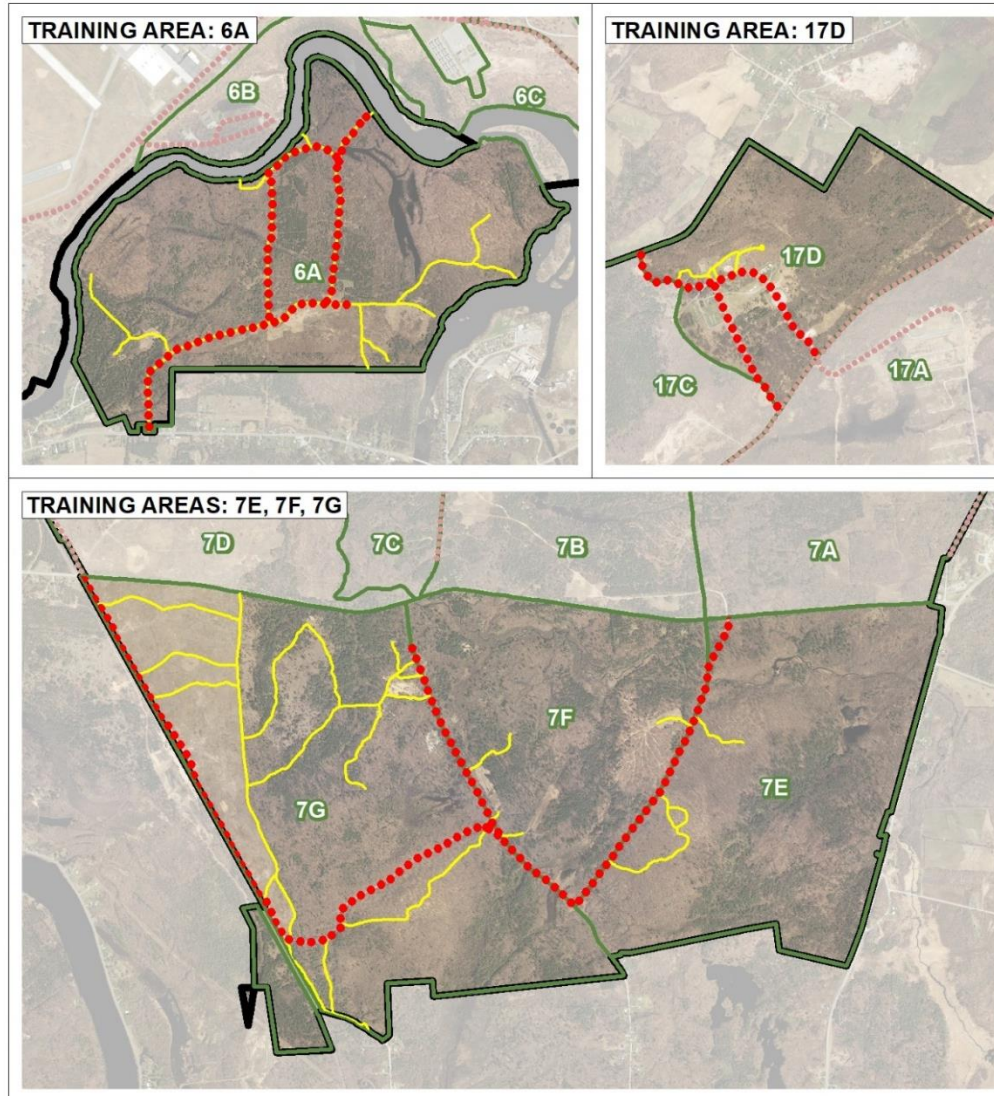 TRAINING AREA: 6A
6B
6C
6A
TRAINING AREA: 17D
17D
17C
17A
TRAINING AREAS: 7E, 7F, 7G
7D
7C
7B
7A
7F
7E
7G